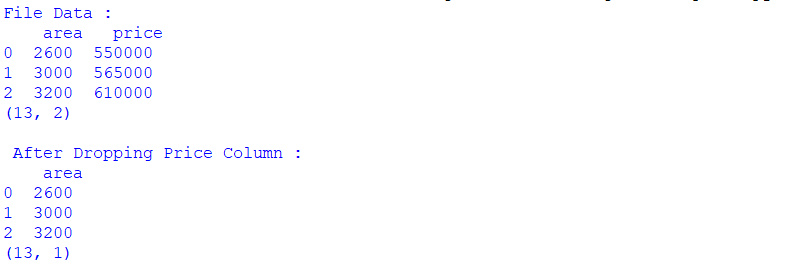 File Data :
    area   price
0  2600  550000
1  3000  565000
2  3200  610000
(13, 2)

 After Dropping Price Column :
    area
0  2600
1  3000
2  3200
(13, 1)